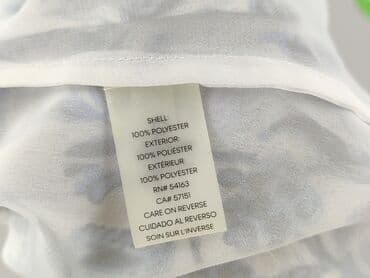 SHELL
100% POLYESTER
EXTERIOR:
100% POLIÉSTER
EXTÉRIEUR
100% POLYESTER
RN# 54163
CA# 57151
CARE ON REVERSE
CUIDADO AL REVERSO
SOIN SUR L'INVERSE